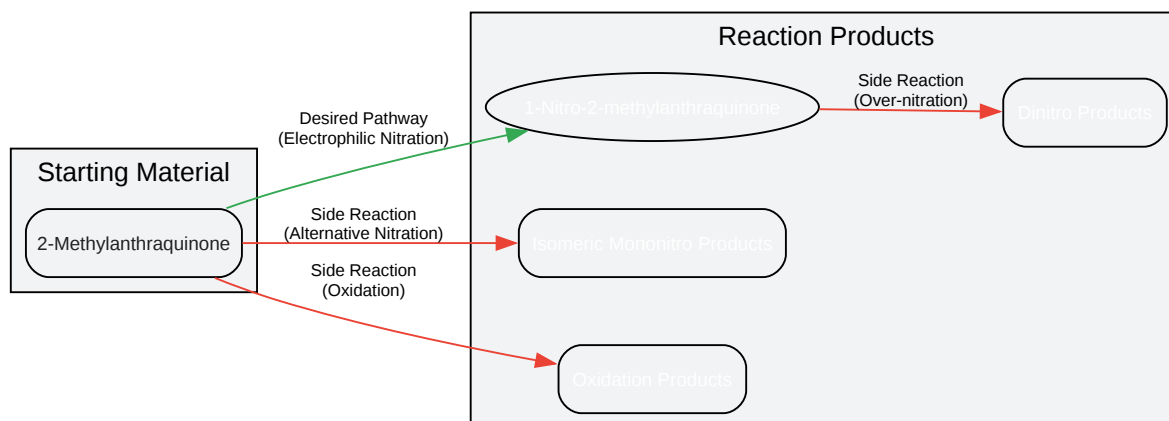 Reaction Products
Side Reaction
(Over-nitration)
1-Nitro-2-methylanthraquinone
Dinitro Products
Desired Pathway
(Electrophilic Nitration)
Starting Material
2-Methylanthraquinone
Side Reaction
(Alternative Nitration)
Isomeric Mononitro Products
Side Reaction
(Oxidation)
Oxidation Products